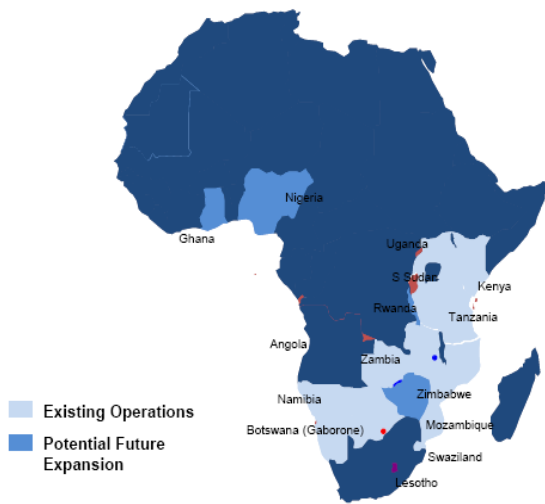 Nigeria
Ghana
Uganda
S Sudan
Kenya
Rwanda
Tanzania
Angola
Zambia
Namibia
Zimbabwe
Existing Operations
Mozambique
Botswana (Gaborone)
Potential Future
Expansion
Swaziland
Lesotho